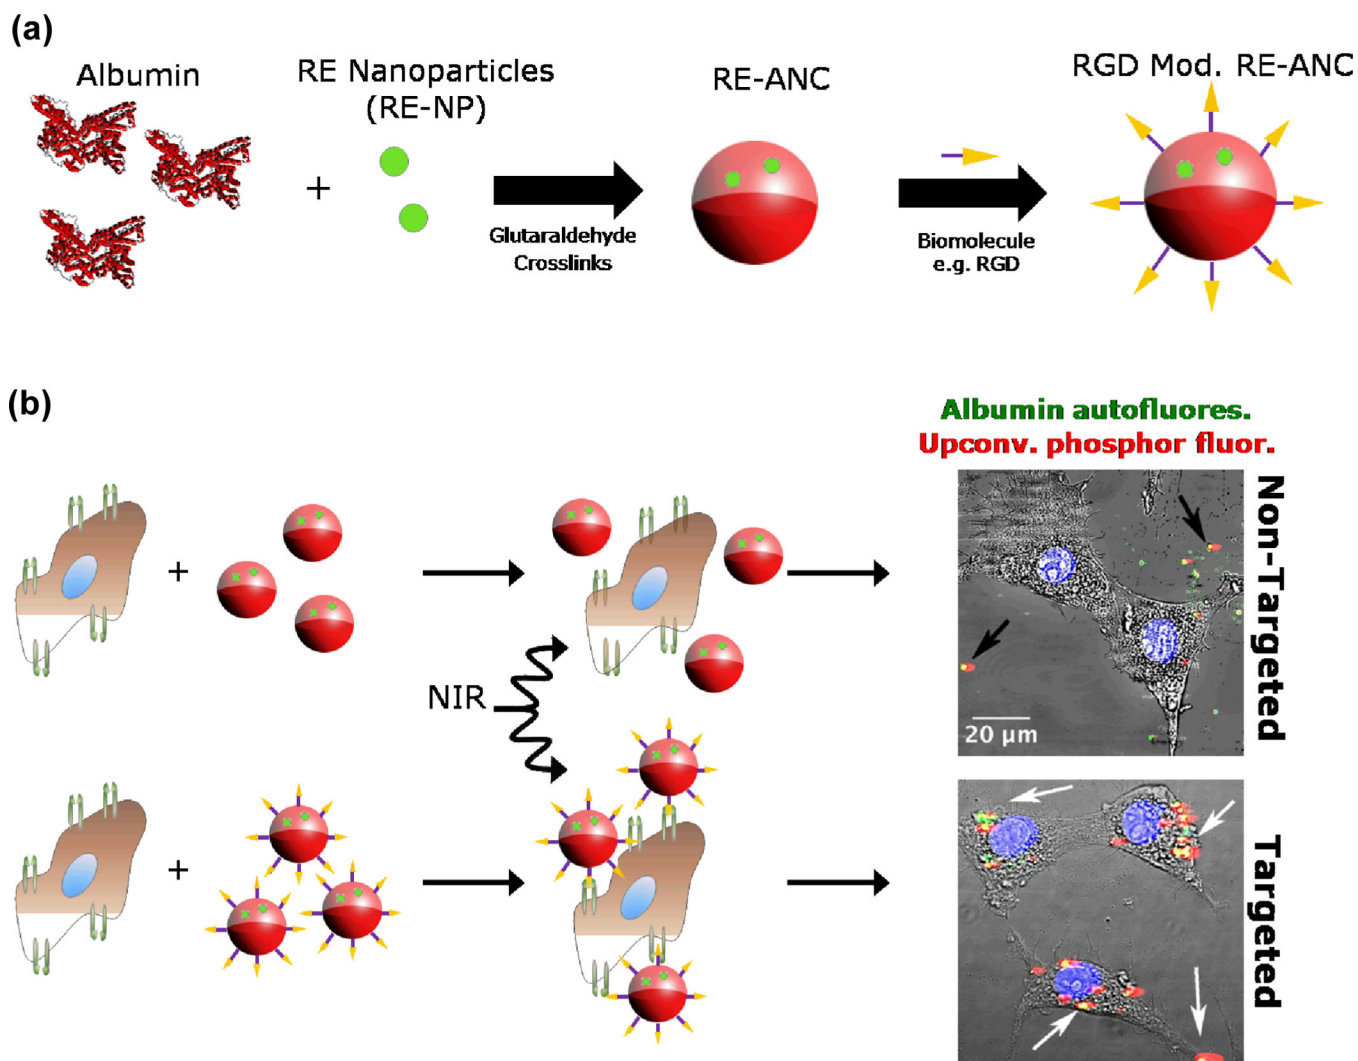 (a)
Albumin
RE Nanoparticles
(RE-NP)
RE-ANC
RGD Mod. RE-ANC
+
Glutaraldehyde
Crosslinks
Biomolecule
e.g. RGD
(b)
Albumin autofluores.
Upconv. phosphor fluor.
+
Non-Targeted
NIR
20 µm
+
Targeted